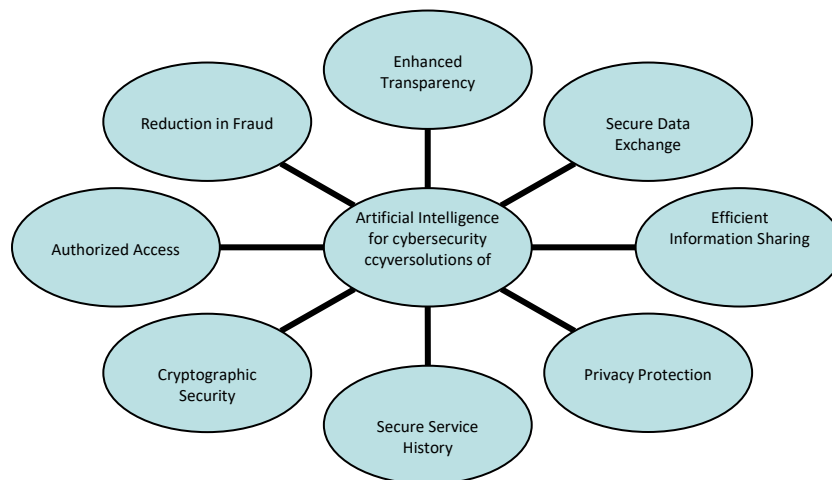 Enhanced
Transparency
Reduction in Fraud
Secure Data
Exchange
Artificial Intelligence
for cybersecurity
ccyversolutions of
Authorized Access
Efficient
Information Sharing
Cryptographic
Security
Privacy Protection
Secure Service
History